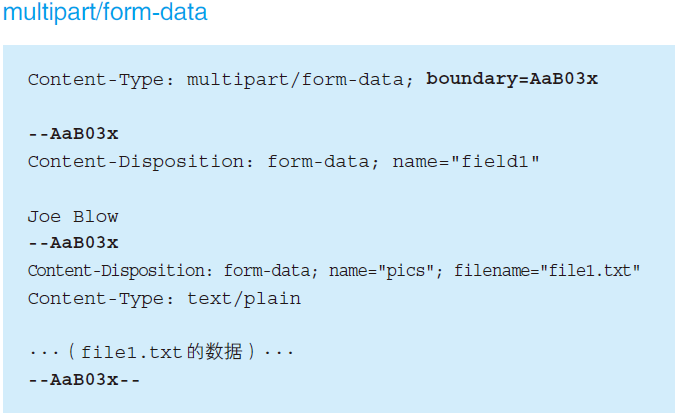 multipart/form-data
Content-Type: multipart/form-data; boundary=AaB03x
--AaB03x
Content-Disposition: form-data; name="field1"
Joe Blow
--AaB03x
Content-Disposition: form-data; name="pics"; filename="file1.txt"
Content-Type: text/plain
···（file1.txt的数据）···
--AaB03x--